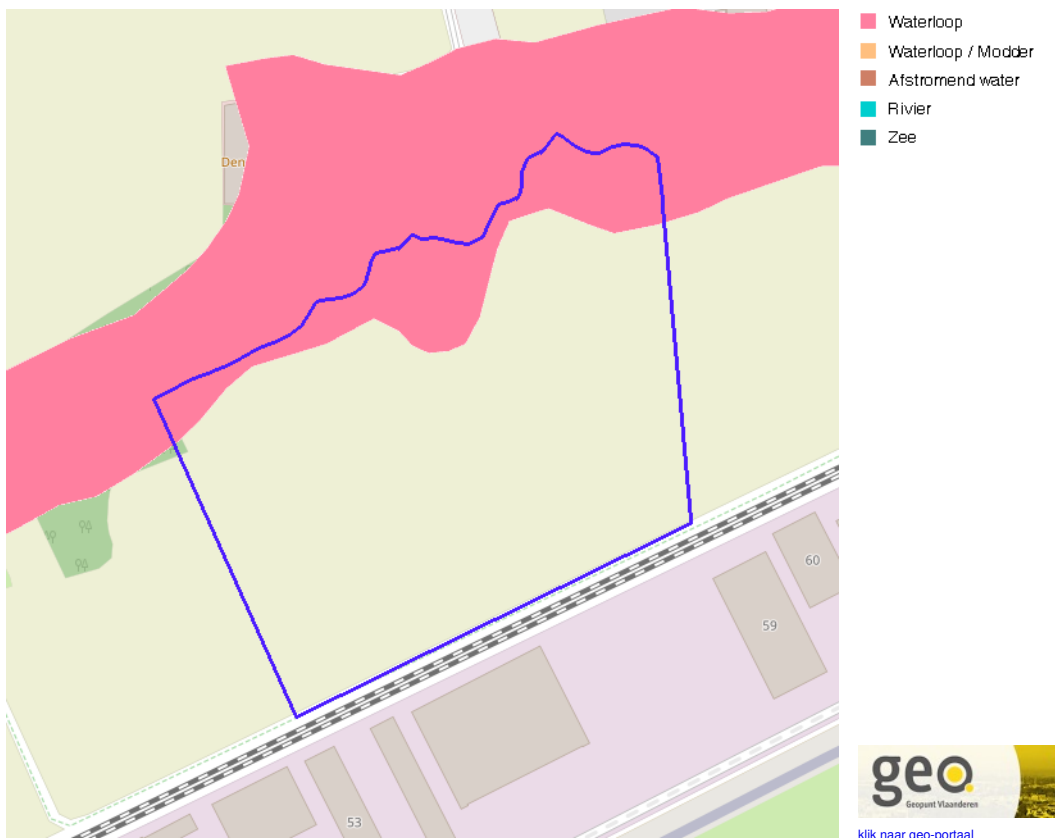 Waterloop
Waterloop / Modder
Afstromend water
Rivier
Zee
Den
60
59
53
geo.
Geopunt Vlaanderen
klik naar geo-portaal